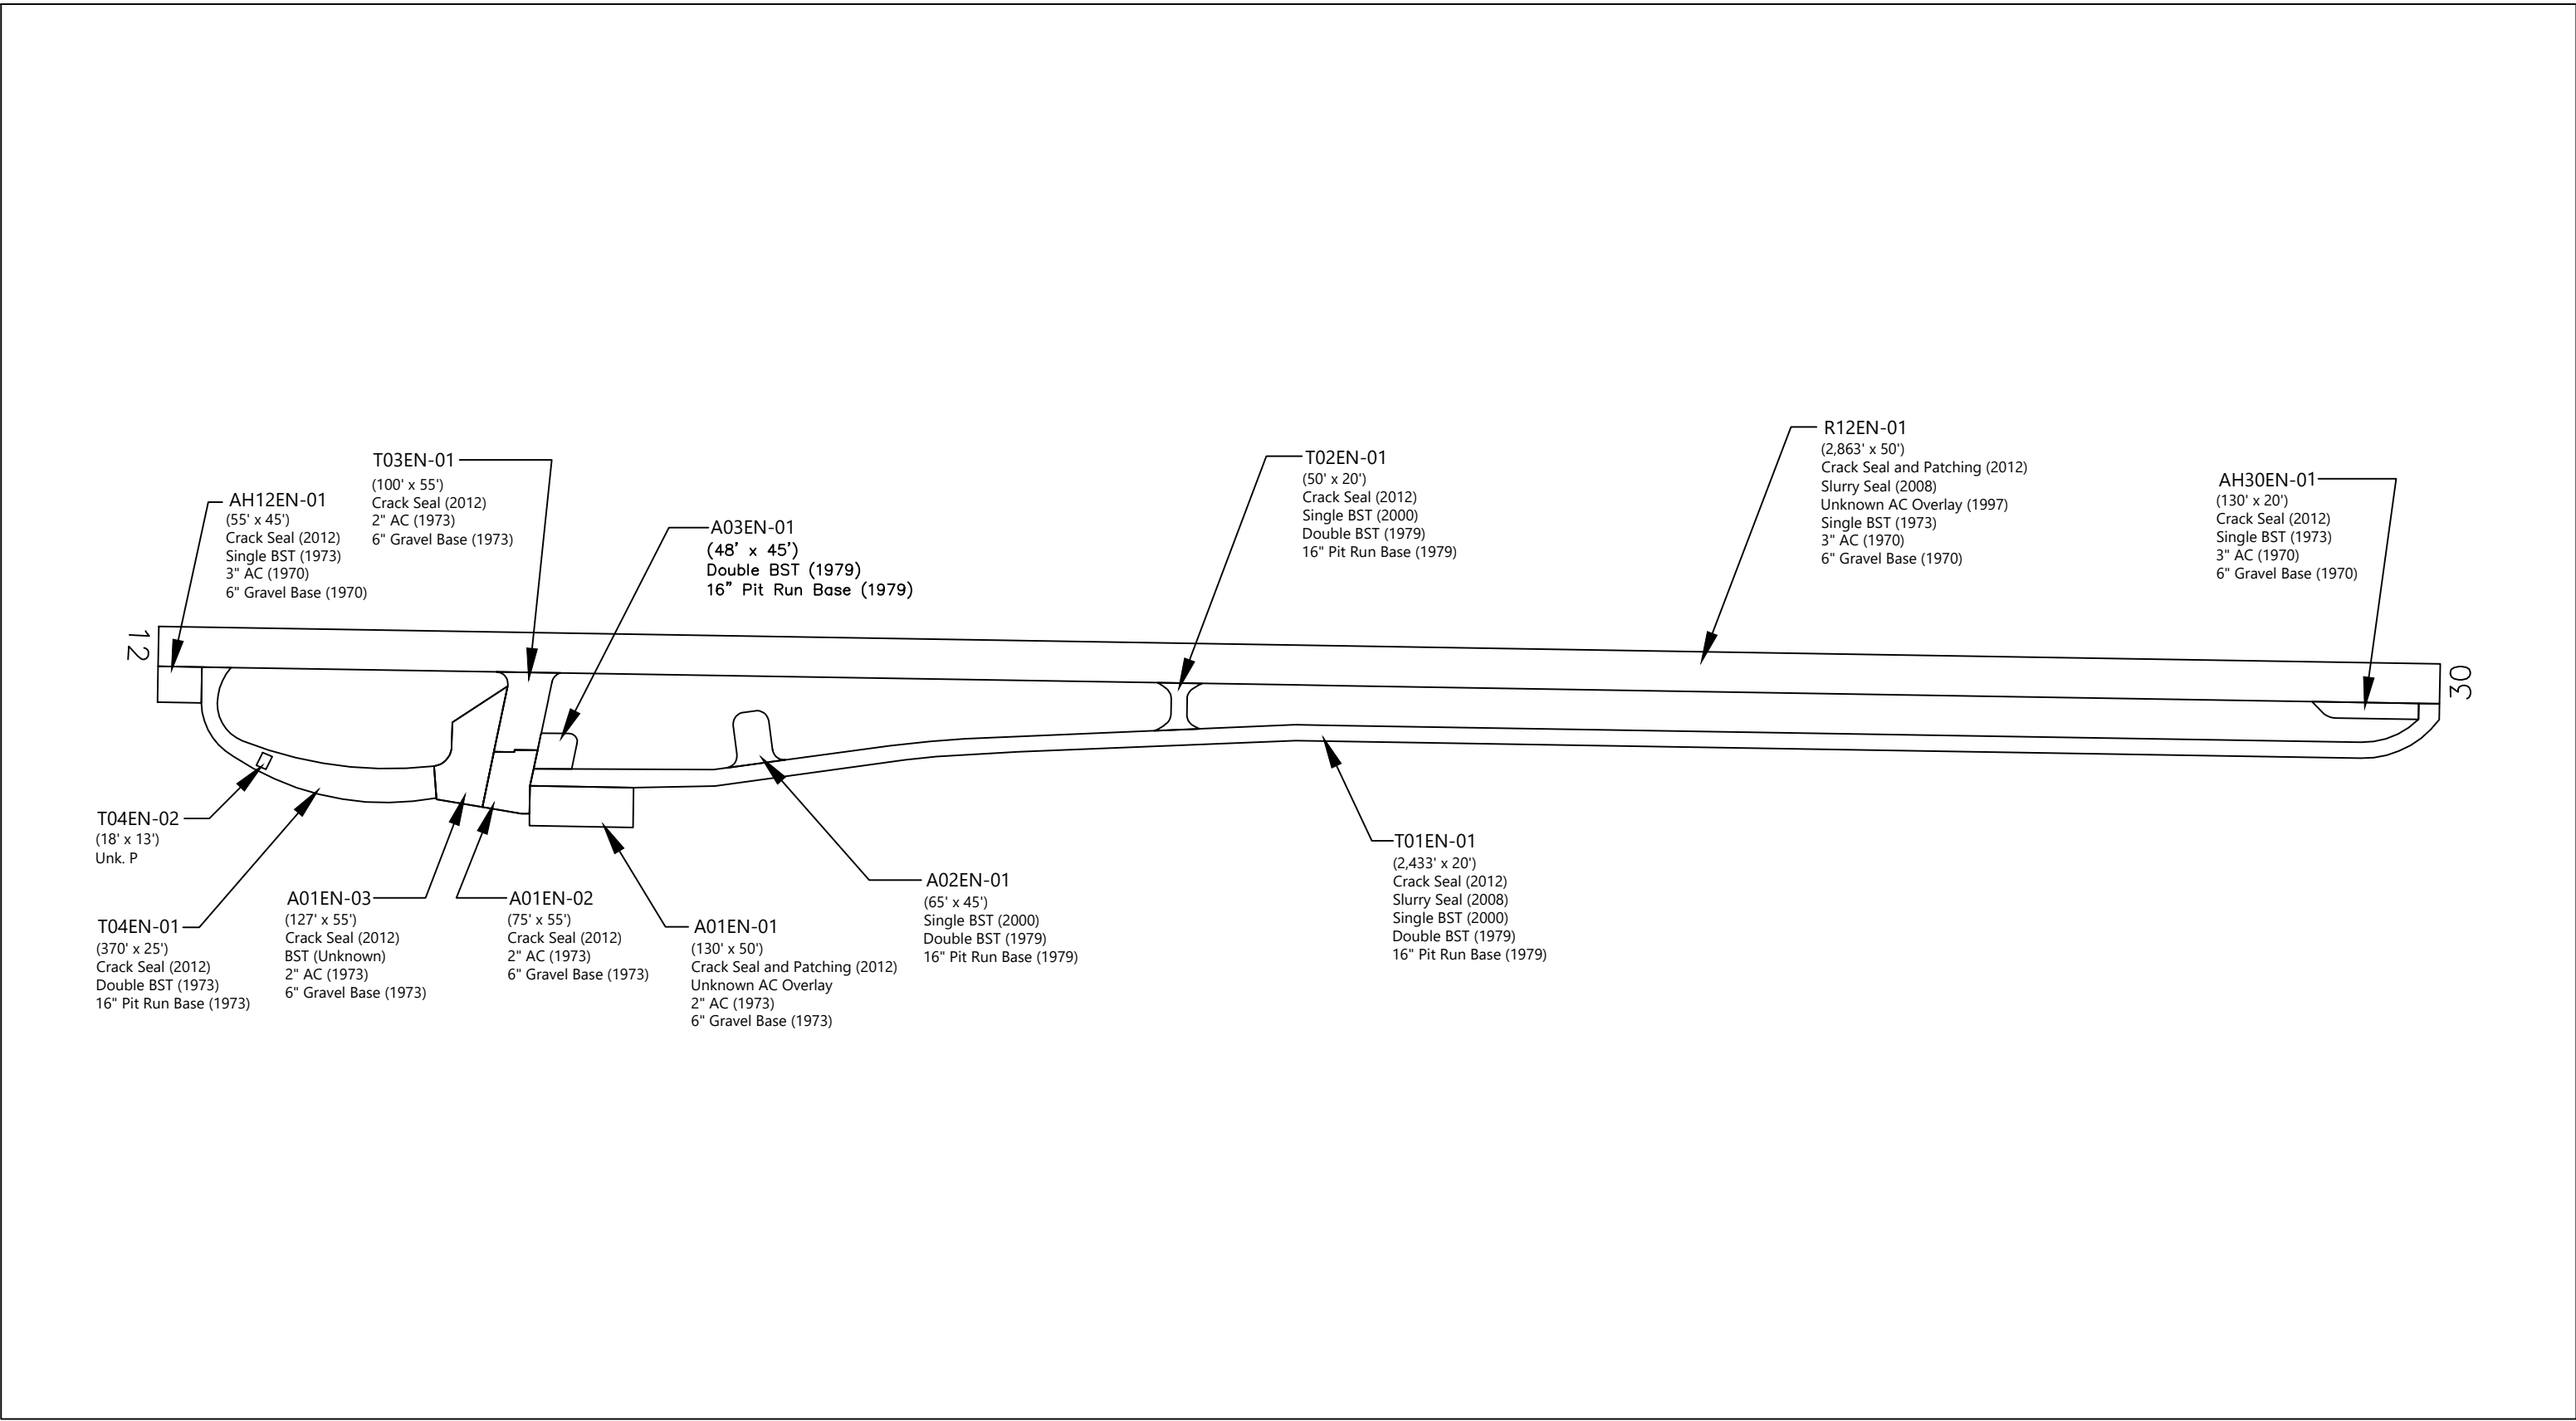 R12EN-01
(2,863' x 50')
Crack Seal and Patching (2012)
Slurry Seal (2008)
Unknown AC Overlay (1997)
Single BST (1973)
3" AC (1970)
6" Gravel Base (1970)
T03EN-01
(100' x 55')
Crack Seal (2012)
2" AC (1973)
6" Gravel Base (1973)
T02EN-01
(50' x 20')
Crack Seal (2012)
Single BST (2000)
Double BST (1979)
16" Pit Run Base (1979)
AH30EN-01
(130' x 20')
Crack Seal (2012)
Single BST (1973)
3" AC (1970)
6" Gravel Base (1970)
AH12EN-01
(55' x 45')
Crack Seal (2012)
Single BST (1973)
3" AC (1970)
6" Gravel Base (1970)
A03EN-01
(48' x 45')
Double BST (1979)
16" Pit Run Base (1979)
12
30
T04EN-02
(18' x 13')
Unk. P
T01EN-01
(2,433' x 20')
Crack Seal (2012)
Slurry Seal (2008)
Single BST (2000)
Double BST (1979)
16" Pit Run Base (1979)
A02EN-01
(65' x 45')
Single BST (2000)
Double BST (1979)
16" Pit Run Base (1979)
A01EN-03
(127' x 55')
Crack Seal (2012)
BST (Unknown)
2" AC (1973)
6" Gravel Base (1973)
A01EN-02
(75' x 55')
Crack Seal (2012)
2" AC (1973)
6" Gravel Base (1973)
T04EN-01
(370' x 25')
Crack Seal (2012)
Double BST (1973)
16" Pit Run Base (1973)
A01EN-01
(130' x 50')
Crack Seal and Patching (2012)
Unknown AC Overlay
2" AC (1973)
6" Gravel Base (1973)